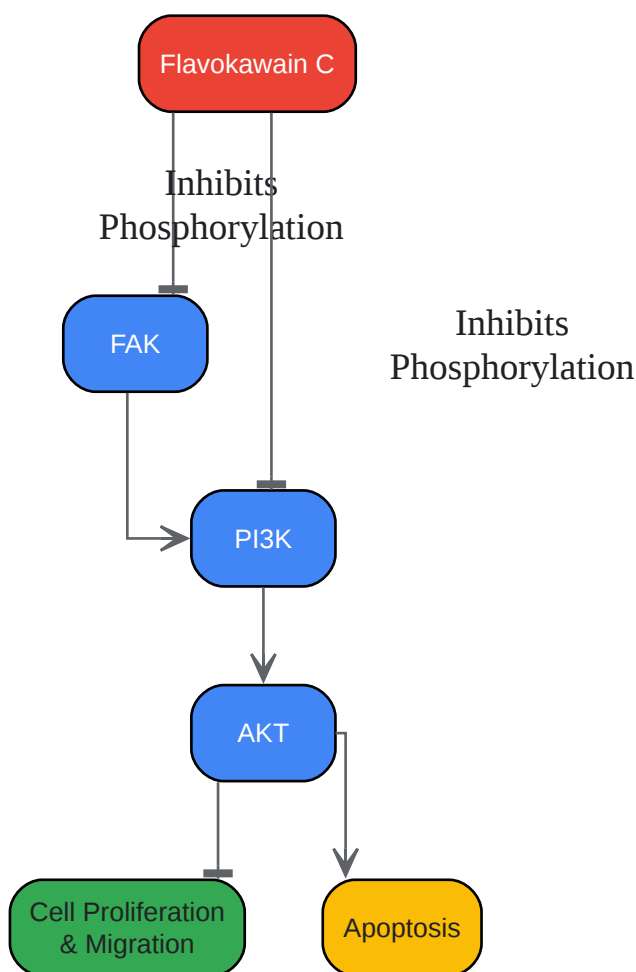 Flavokawain C
Inhibits
Phosphorylation
FAK
Inhibits
Phosphorylation
PI3K
AKT
Cell Proliferation
& Migration
Apoptosis